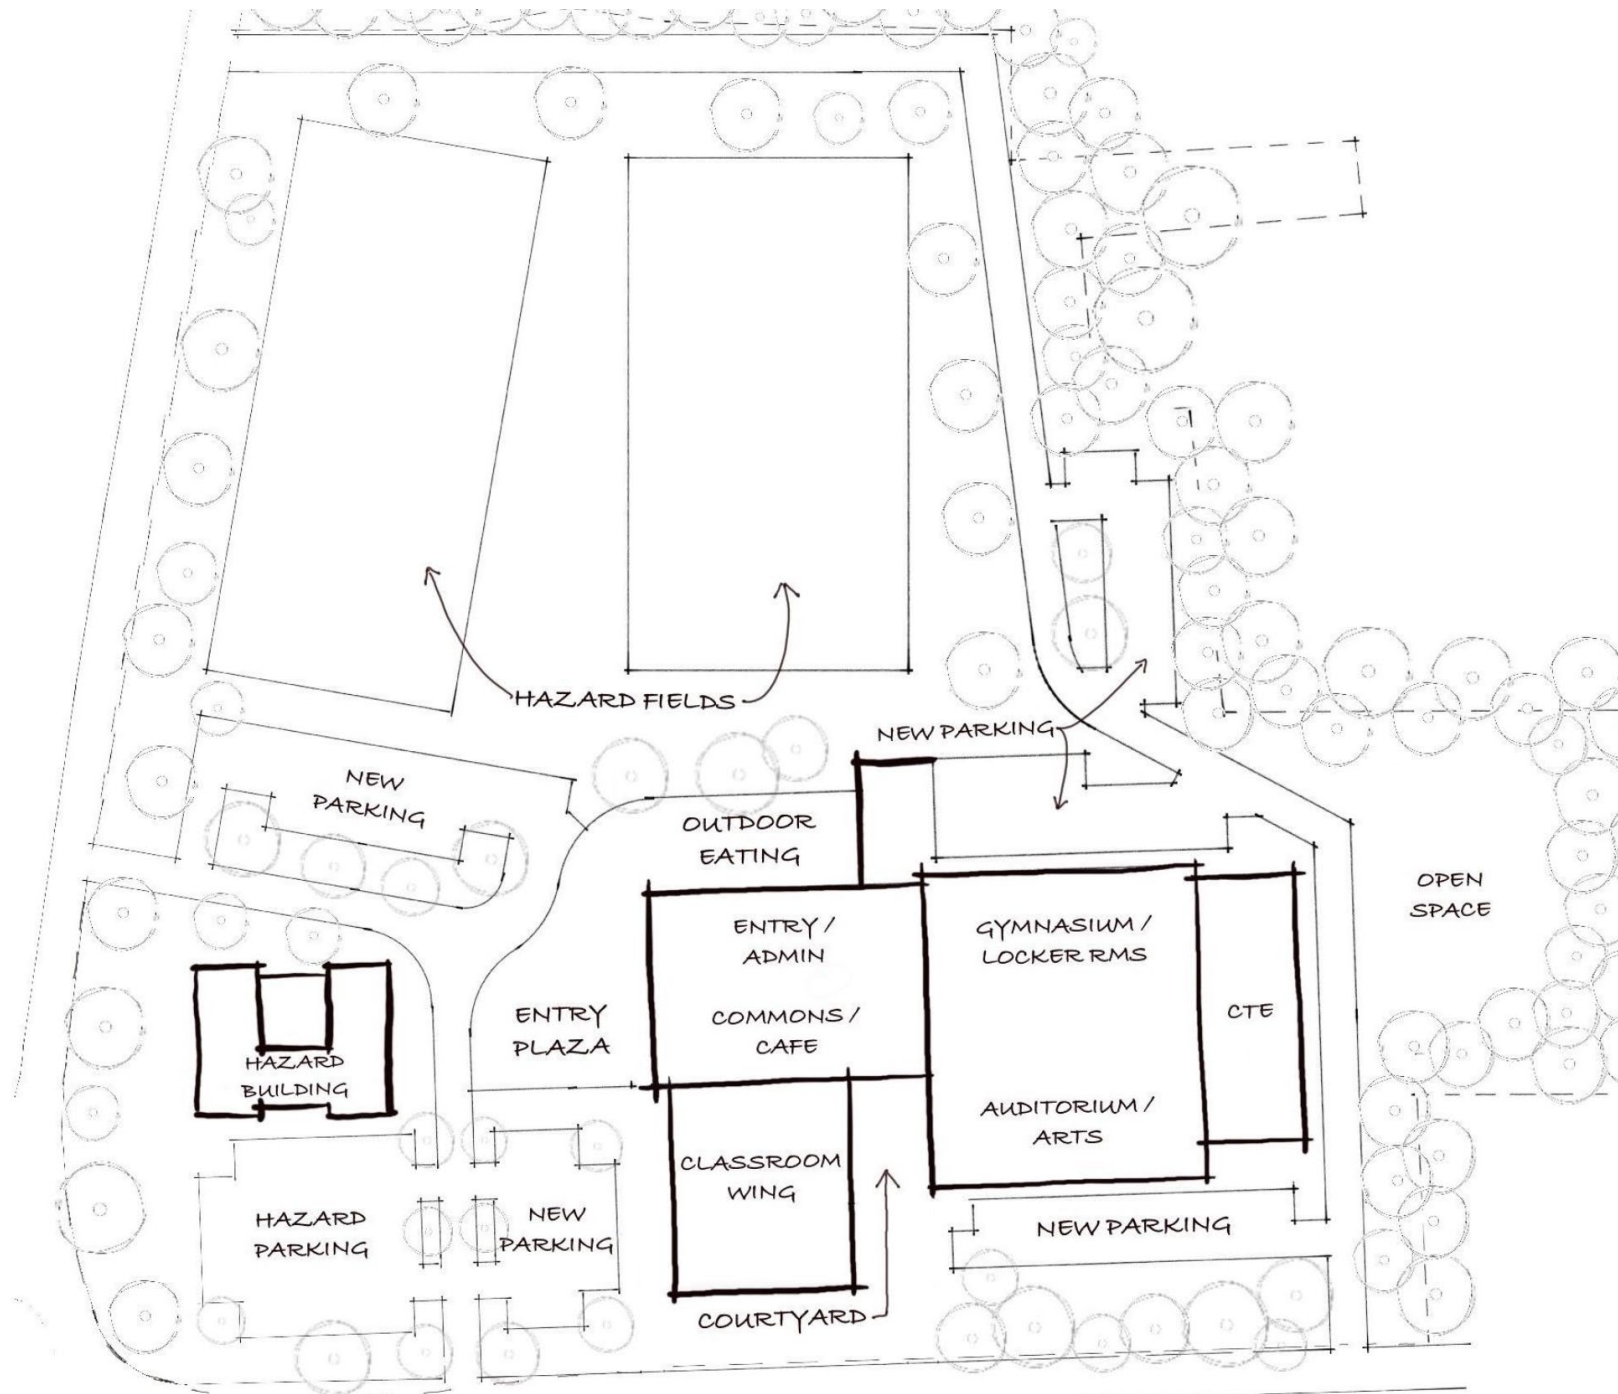 HAZARD FIELDS
NEW PARKING
NEW
PARKING
OUTDOOR
EATING
OPEN
SPACE
ENTRY /
ADMIN
GYMNASIUM /
LOCKER RMS
ENTRY
PLAZA
COMMONS /
CAFE
CTE
HAZARD
BUILDING
AUDITORIUM /
ARTS
CLASSROOM
WING
HAZARD
PARKING
NEW
PARKING
NEW PARKING
COURTYARD